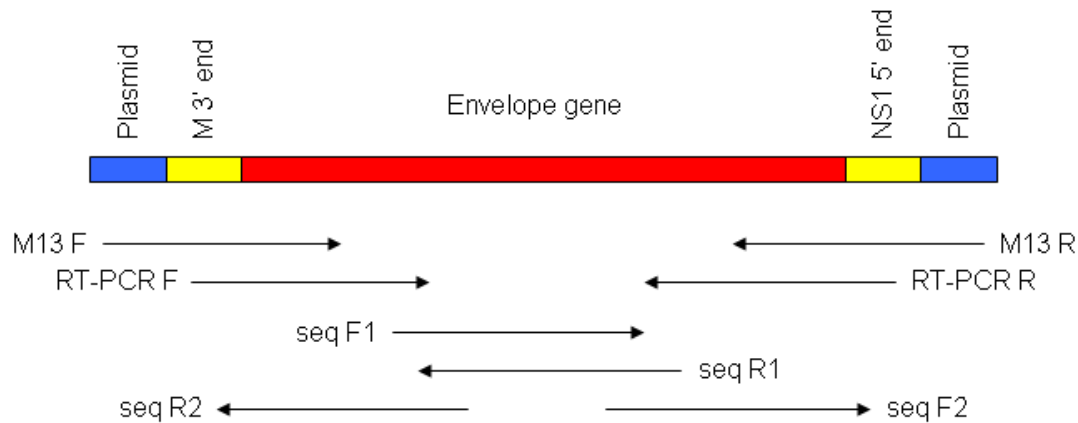 Plasmid
M 3' end
Envelope gene
NS1 5' end
Plasmid
M13 F
M13 R
RT-PCR F
RT-PCR R
seq F1
seq R1
seq R2
seq F2